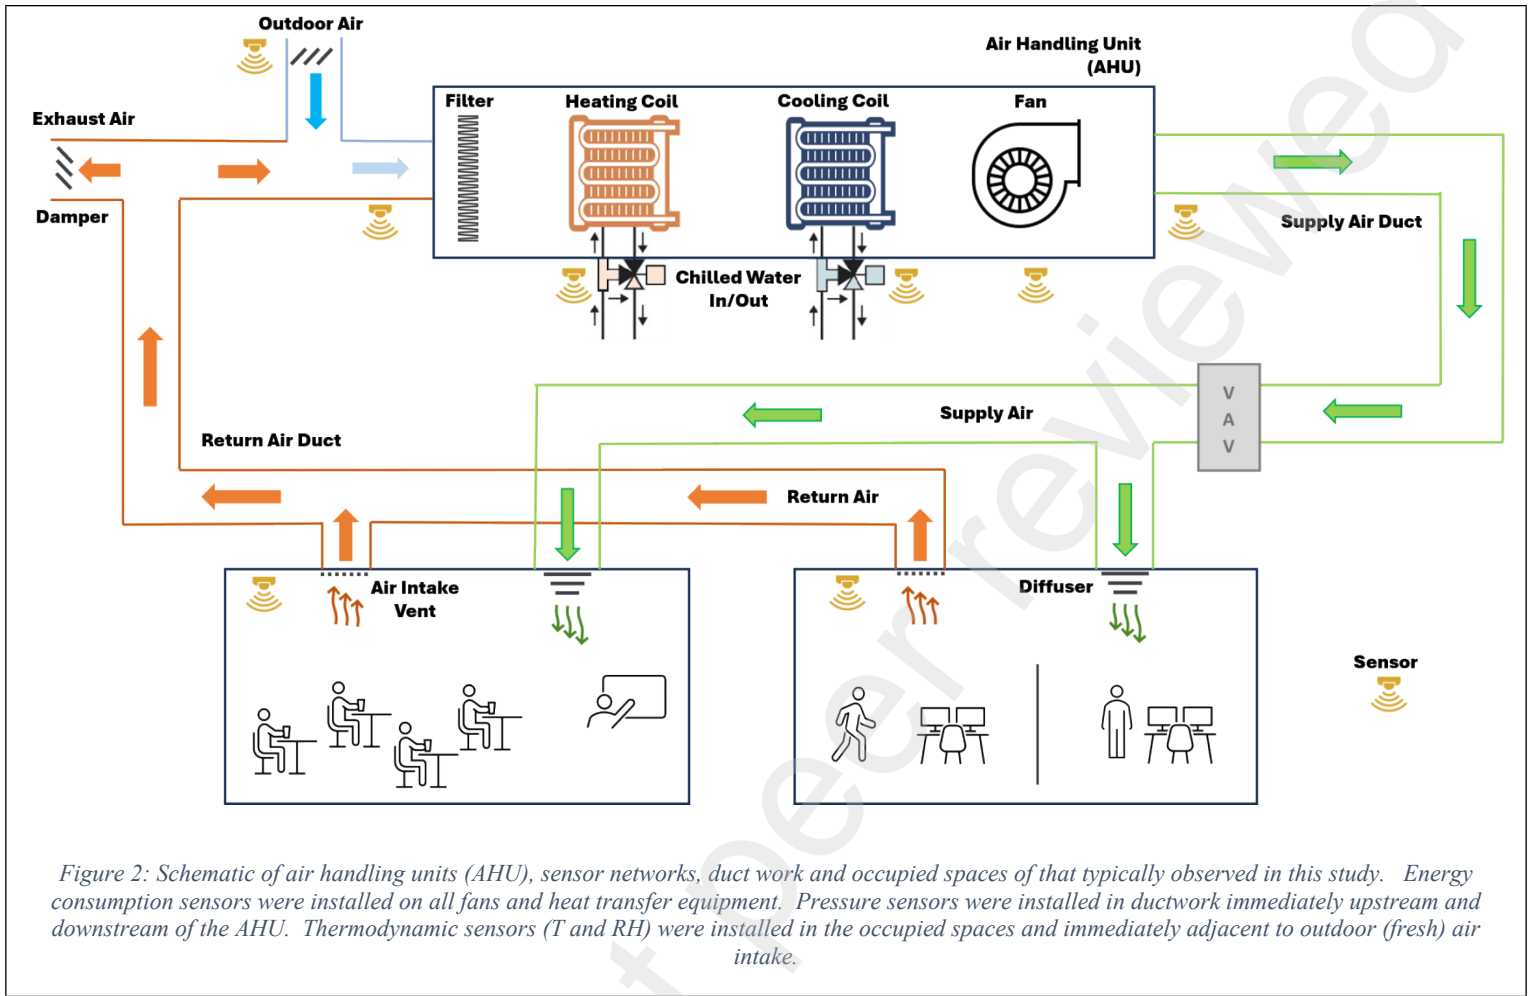 Outdoor Air
Air Handling Unit
(AHU)
Filter
Heating Coil
Cooling Coil
Fan
Exhaust Air
Damper
Supply Air Duct
Chilled Water
In/Out
V
A
V
Supply Air
Return Air Duct
Return Air
Air Intake
Vent
Diffuser
Sensor
Figure 2: Schematic of air handling units (AHU), sensor networks, duct work and occupied spaces of that typically observed in this study. Energy
consumption sensors were installed on all fans and heat transfer equipment. Pressure sensors were installed in ductwork immediately upstream and
downstream of the AHU. Thermodynamic sensors (T and RH) were installed in the occupied spaces and immediately adjacent to outdoor (fresh) air
intake.
t peer reviewed